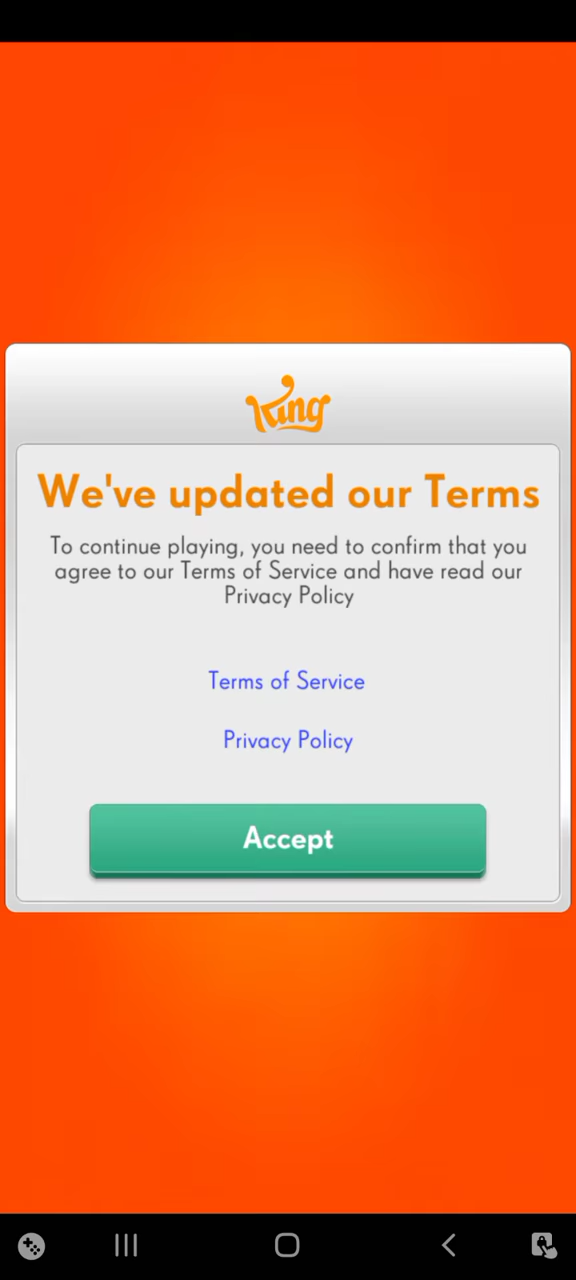 King
We've updated our Terms
To continue playing, you need to confirm that you
agree to our Terms of Service and have read our
Privacy Policy
Terms of Service
Privacy Policy
Accept